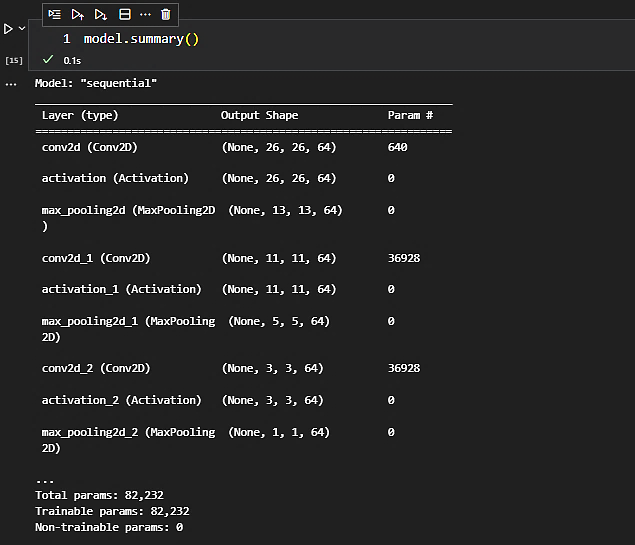 1 model.summary()
[15] 0.1s
... Model: "sequential"
_________________________________________________________________
Layer (type) Output Shape Param #
=================================================================
conv2d (Conv2D) (None, 26, 26, 64) 640
activation (Activation) (None, 26, 26, 64) 0
max_pooling2d (MaxPooling2D (None, 13, 13, 64) 0
)
conv2d_1 (Conv2D) (None, 11, 11, 64) 36928
activation_1 (Activation) (None, 11, 11, 64) 0
max_pooling2d_1 (MaxPooling (None, 5, 5, 64) 0
2D)
conv2d_2 (Conv2D) (None, 3, 3, 64) 36928
activation_2 (Activation) (None, 3, 3, 64) 0
max_pooling2d_2 (MaxPooling (None, 1, 1, 64) 0
2D)
...
Total params: 82,232
Trainable params: 82,232
Non-trainable params: 0